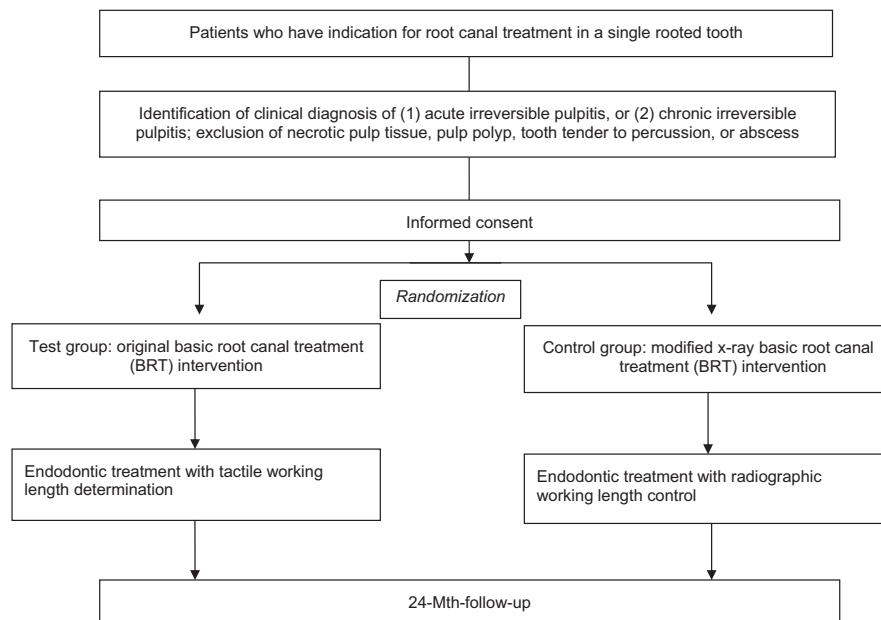 Patients who have indication for root canal treatment in a single rooted tooth
Identification of clinical diagnosis of (1) acute irreversible pulpitis, or (2) chronic irreversible
pulpitis; exclusion of necrotic pulp tissue, pulp polyp, tooth tender to percussion, or abscess
Informed consent
Randomization
Test group: original basic root canal treatment
(BRT) intervention
Control group: modified x-ray basic root canal
treatment (BRT) intervention
Endodontic treatment with tactile working
length determination
Endodontic treatment with radiographic
working length control
24-Mth-follow-up